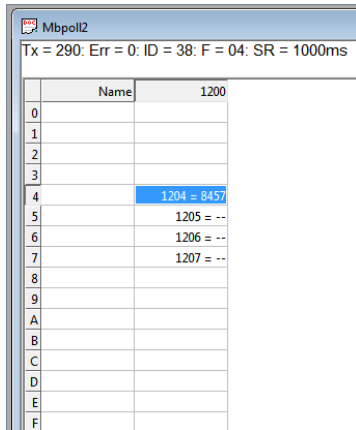 Mbpoll2
Tx = 290: Err = 0: ID = 38: F = 04: SR = 1000ms
Name 1200
0
1
2
3
4 1204 = 8457
5 1205 = --
6 1206 = --
7 1207 = --
8
9
A
B
C
D
E
F